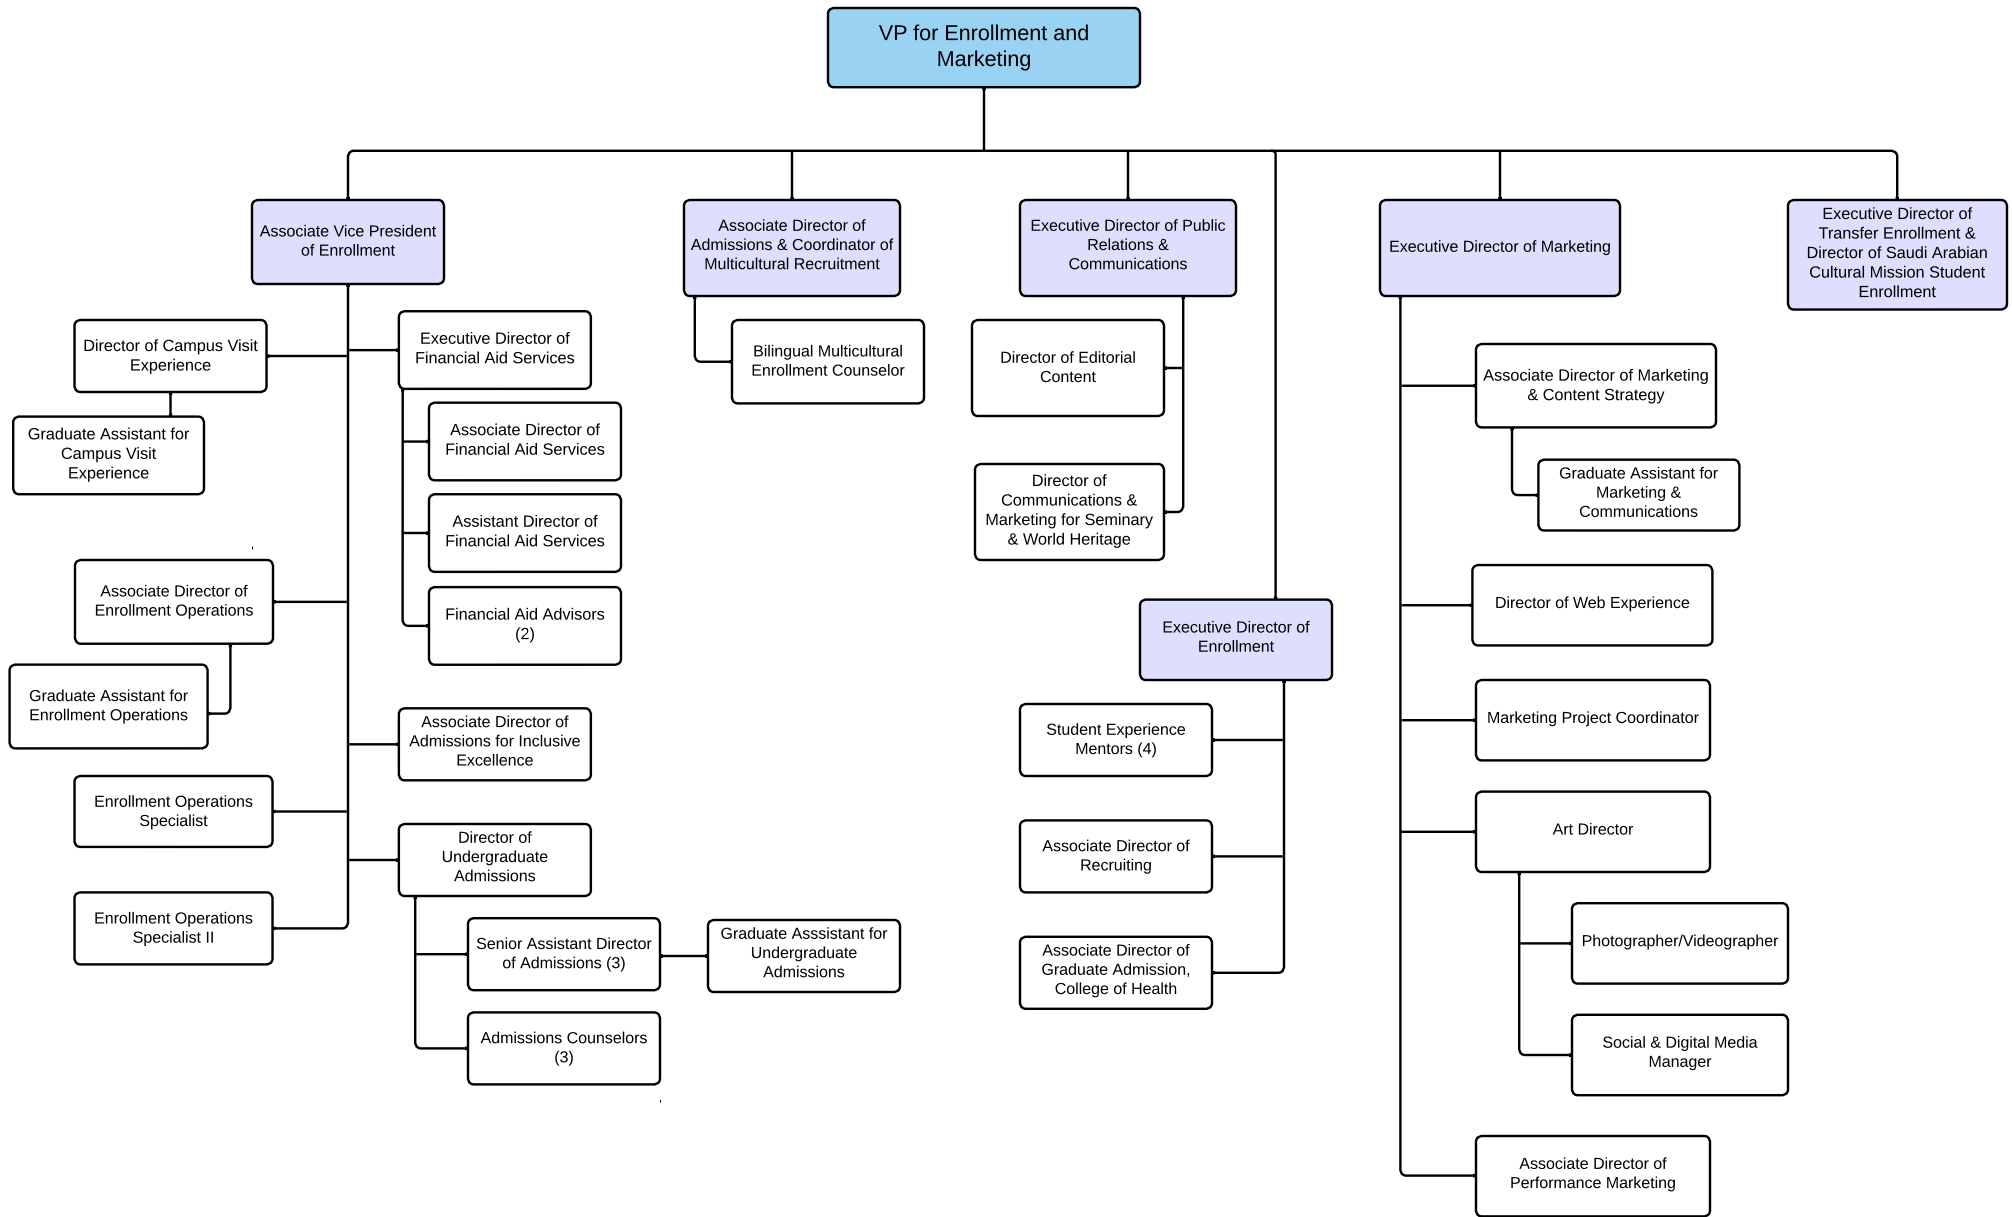 VP for Enrollment and
Marketing
Associate Vice President
of Enrollment
Associate Director of
Admissions & Coordinator of
Multicultural Recruitment
Executive Director of Public
Relations &
Communications
Executive Director of Marketing
Executive Director of
Transfer Enrollment &
Director of Saudi Arabian
Cultural Mission Student
Enrollment
Director of Campus Visit
Experience
Graduate Assistant for
Campus Visit
Experience
Associate Director of
Enrollment Operations
Graduate Assistant for
Enrollment Operations
Enrollment Operations
Specialist
Enrollment Operations
Specialist II
Executive Director of
Financial Aid Services
Associate Director of
Financial Aid Services
Assistant Director of
Financial Aid Services
Financial Aid Advisors
(2)
Associate Director of
Admissions for Inclusive
Excellence
Director of
Undergraduate
Admissions
Senior Assistant Director
of Admissions (3)
Graduate Asssistant for
Undergraduate
Admissions
Admissions Counselors
(3)
Bilingual Multicultural
Enrollment Counselor
Director of Editorial
Content
Director of
Communications &
Marketing for Seminary
& World Heritage
Executive Director of
Enrollment
Student Experience
Mentors (4)
Associate Director of
Recruiting
Associate Director of
Graduate Admission,
College of Health
Associate Director of Marketing
& Content Strategy
Graduate Assistant for
Marketing &
Communications
Director of Web Experience
Marketing Project Coordinator
Art Director
Photographer/Videographer
Social & Digital Media
Manager
Associate Director of
Performance Marketing